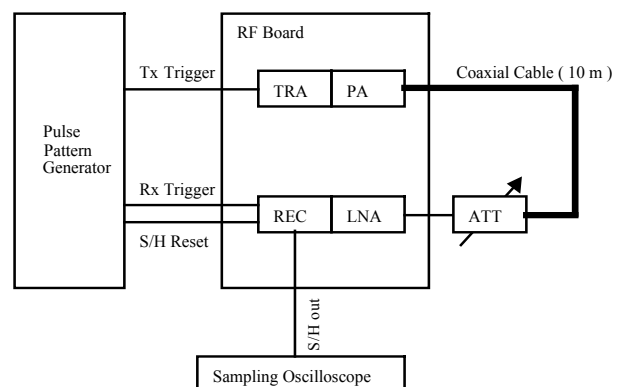 RF Board
Tx Trigger
TRA
PA
Coaxial Cable ( 10 m )
Pulse
Pattern
Generator
Rx Trigger
REC
LNA
ATT
S/H Reset
S/H out
Sampling Oscilloscope